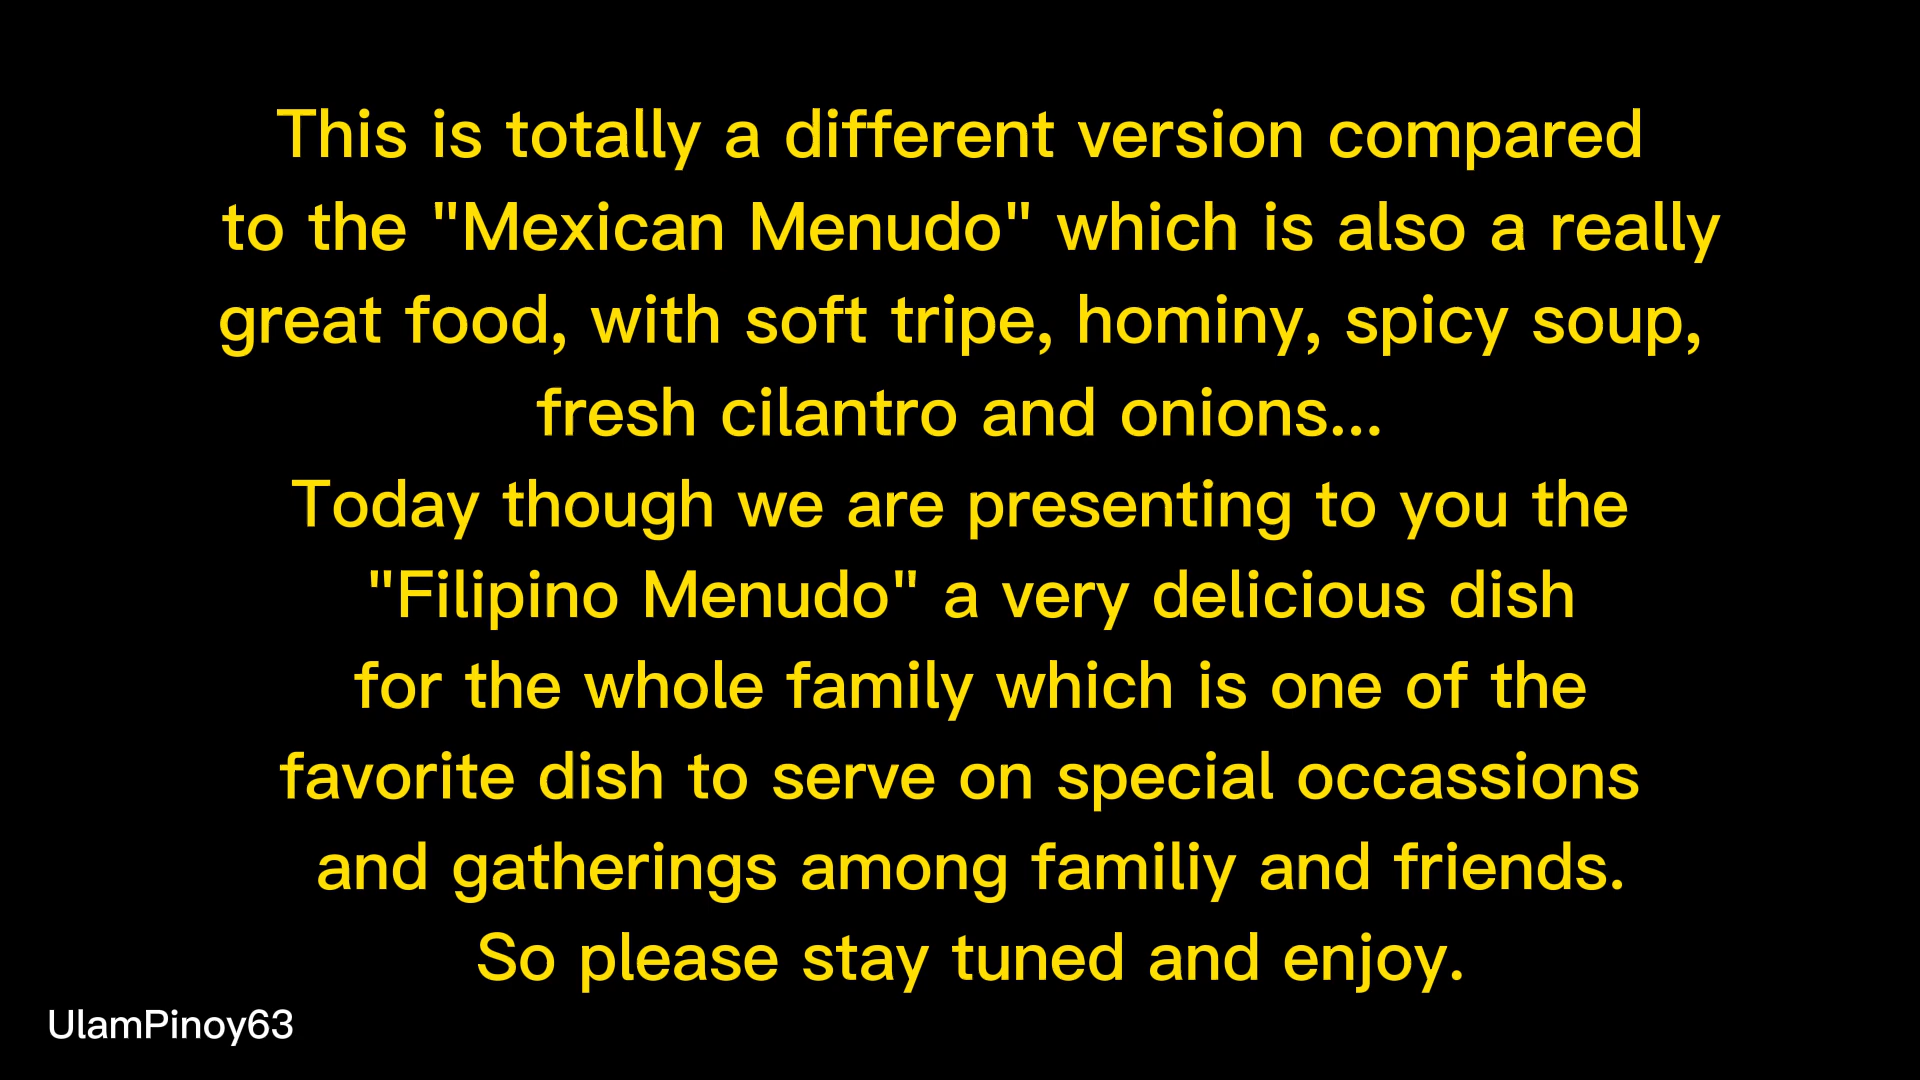 This is totally a different version compared
to the "Mexican Menudo" which is also a really
great food, with soft tripe, hominy, spicy soup,
fresh cilantro and onions...
Today though we are presenting to you the
"Filipino Menudo" a very delicious dish
for the whole family which is one of the
favorite dish to serve on special occassions
and gatherings among familiy and friends.
So please stay tuned and enjoy.
UlamPinoy63